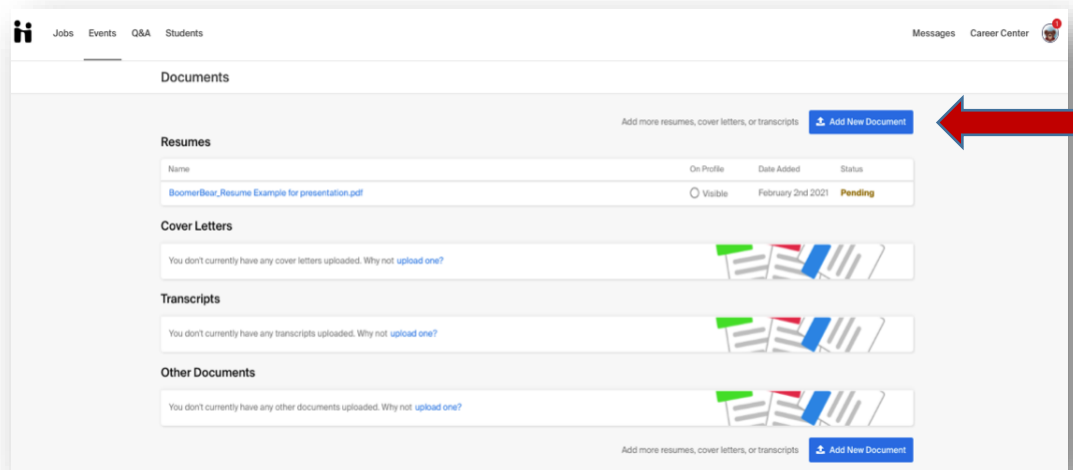 Jobs Events Q&A Students Messages Career Center 1
Documents
Add more resumes, cover letters, or transcripts Add New Document
Resumes
Name On Profile Date Added Status
BoomerBear_Resume Example for presentation.pdf Visible February 2nd 2021 Pending
Cover Letters
You don't currently have any cover letters uploaded. Why not upload one?
Transcripts
You don't currently have any transcripts uploaded. Why not upload one?
Other Documents
You don't currently have any other documents uploaded. Why not upload one?
Add more resumes, cover letters, or transcripts Add New Document